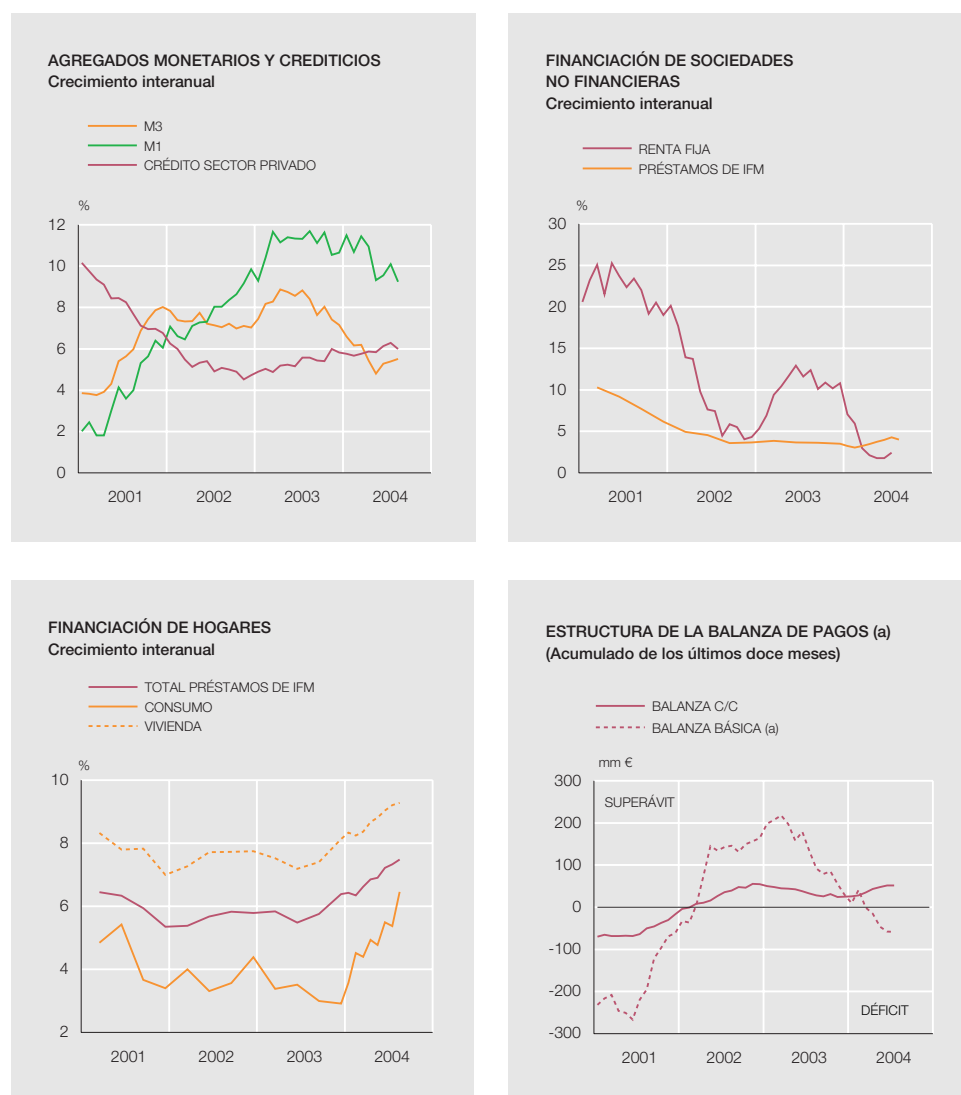 AGREGADOS MONETARIOS Y CREDITICIOS
Crecimiento interanual
M3
M1
CRÉDITO SECTOR PRIVADO
%
12
10
8
6
4
2
0
2001 2002 2003 2004
FINANCIACIÓN DE SOCIEDADES
NO FINANCIERAS
Crecimiento interanual
RENTA FIJA
PRÉSTAMOS DE IFM
%
30
25
20
15
10
5
0
2001 2002 2003 2004
FINANCIACIÓN DE HOGARES
Crecimiento interanual
TOTAL PRÉSTAMOS DE IFM
CONSUMO
VIVIENDA
%
10
8
6
4
2
2001 2002 2003 2004
ESTRUCTURA DE LA BALANZA DE PAGOS (a)
(Acumulado de los últimos doce meses)
BALANZA C/C
BALANZA BÁSICA (a)
mm €
300
SUPERÁVIT
200
100
0
-100
-200
DÉFICIT
-300
2001 2002 2003 2004